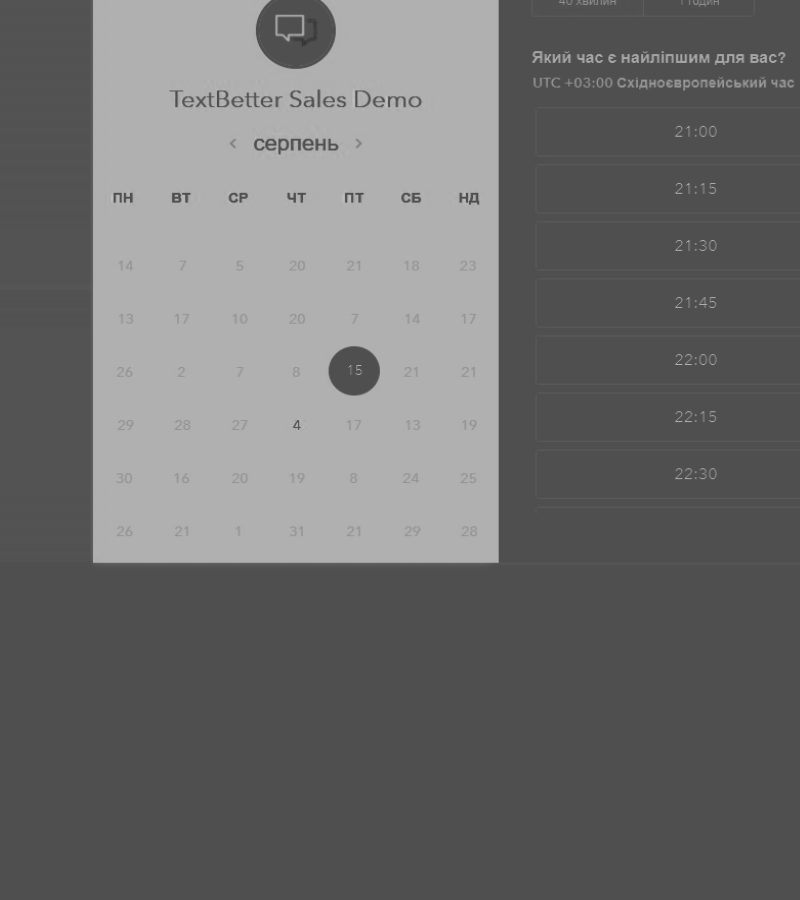 TextBetter Sales Demo
серпень
ПН ВТ СР ЧТ ПТ СБ НД
14 7 5 20 21 18 23
13 17 10 20 7 14 17
26 2 7 8 15 21 21
29 28 27 4 17 13 19
30 16 20 19 8 24 25
26 21 1 31 21 29 28
40 хвилин 1 годин
Який час є найліпшим для вас?
UTC +03:00 Східноєвропейський час
21:00
21:15
21:30
21:45
22:00
22:15
22:30